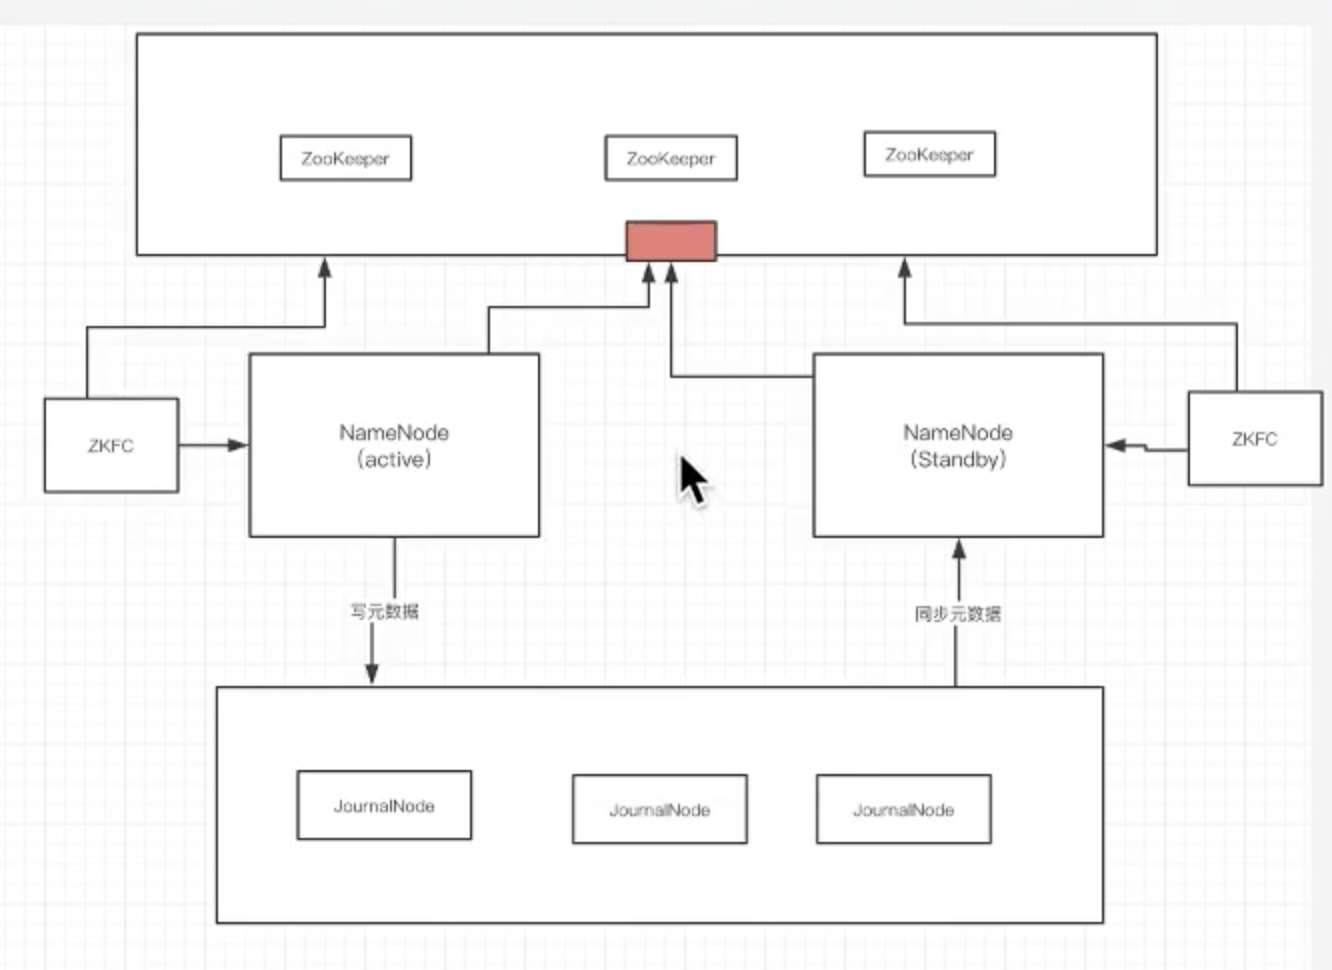 ZooKeeper
ZooKeeper
ZooKeeper
ZKFC
NameNode
(active)
NameNode
(Standby)
ZKFC
写元数据
同步元数据
JournalNode
JournalNode
JournalNode